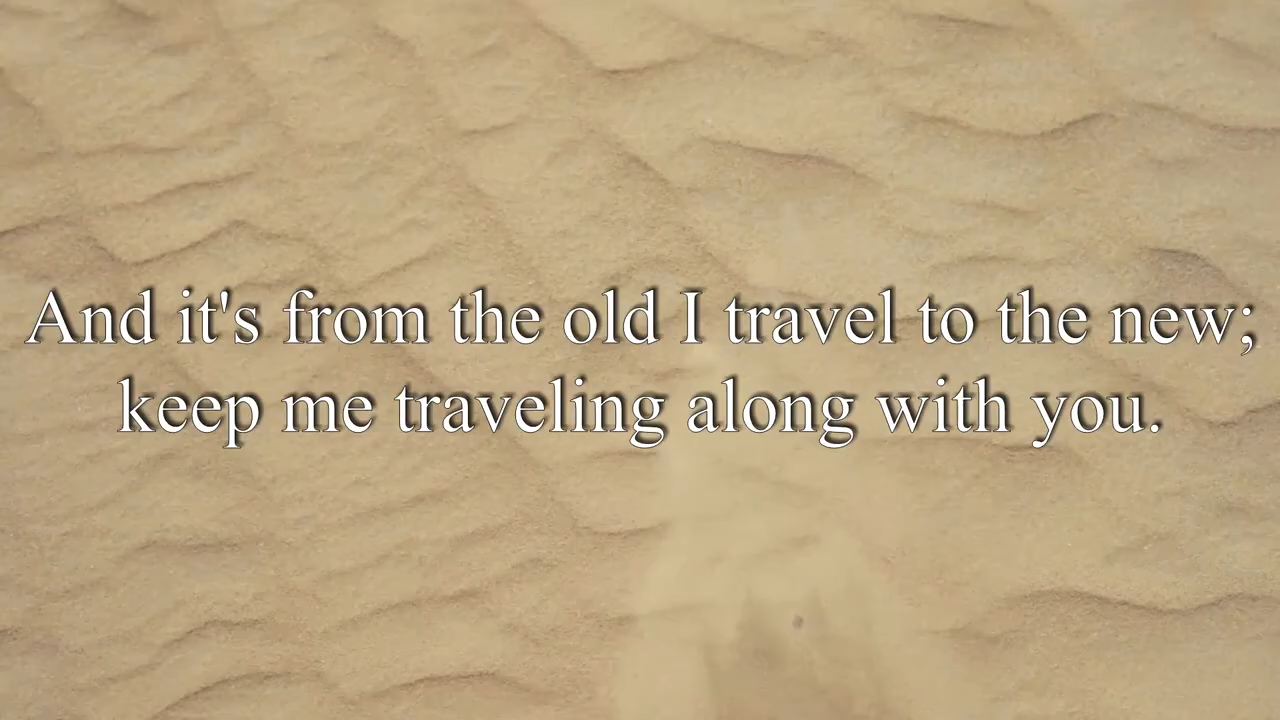 And it's from the old I travel to the new;
keep me traveling along with you.